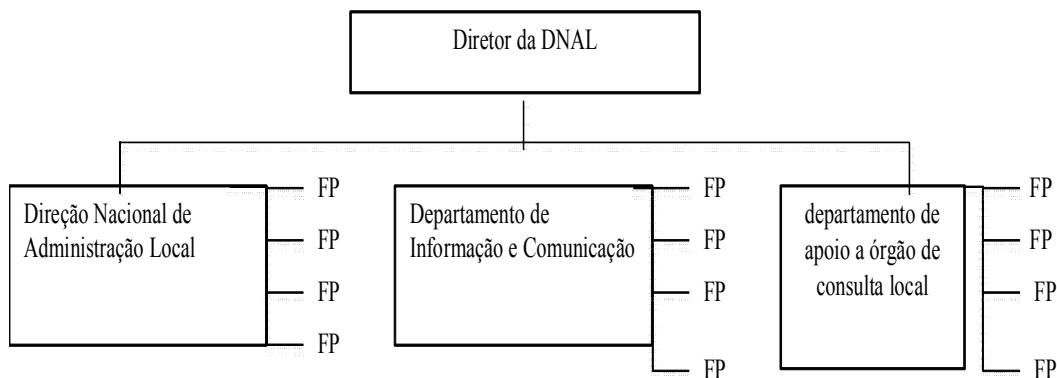 Diretor da DNAL
Direção Nacional de
Administração Local
FP
FP
FP
FP
Departamento de
Informação e Comunicação
FP
FP
FP
FP
departamento de
apoio a órgão de
consulta local
FP
FP
FP
FP